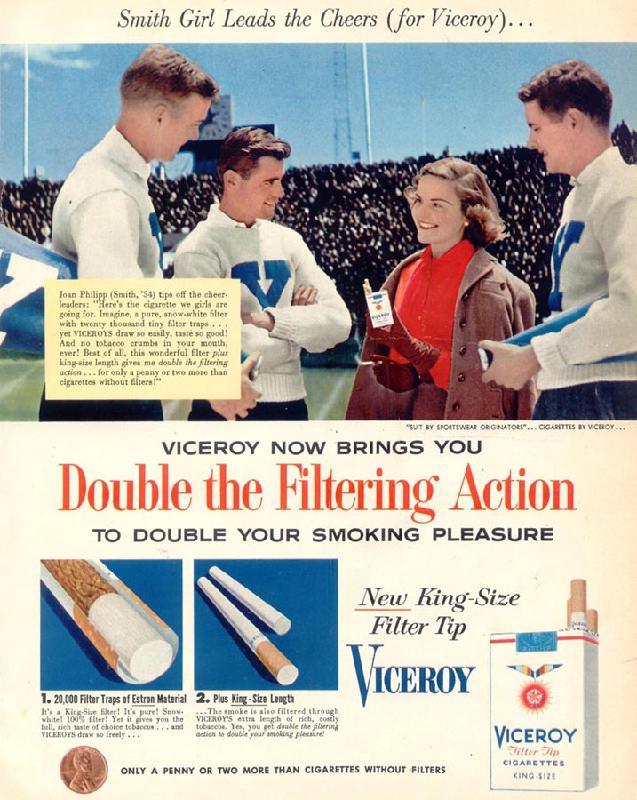 Smith Girl Leads the Cheers (for Viceroy)...
Joan Philipp (Smith, '54) tips off the cheer-
leaders: "Here's the cigarette we girls are
going for. Imagine, a pure, snow-white filter
with twenty thousand tiny filter traps . . .
yet VICEROYS draw so easily, taste so good!
And no tobacco crumbs in your mouth,
ever! Best of all, this wonderful filter plus
king-size length gives me double the filtering
action . . . for only a penny or two more than
cigarettes without filters!"
V
"SUIT BY SPORTSWEAR ORIGINATORS"... CIGARETTES BY VICEROY...
VICEROY NOW BRINGS YOU
Double the Filtering Action
TO DOUBLE YOUR SMOKING PLEASURE
1. 20,000 Filter Traps of Estron Material
It's a King-Size filter! It's pure! Snow-
white! 100% filter! Yet it gives you the
full, rich taste of choice tobaccos . . . and
VICEROYS draw so freely . . .
2. Plus King-Size Length
...The smoke is also filtered through
VICEROY'S extra length of rich, costly
tobaccos. Yes, you get double the filtering
action to double your smoking pleasure!
New King-Size
Filter Tip
VICEROY
VICEROY
Filter Tip
CIGARETTES
KING-SIZE
ONLY A PENNY OR TWO MORE THAN CIGARETTES WITHOUT FILTERS